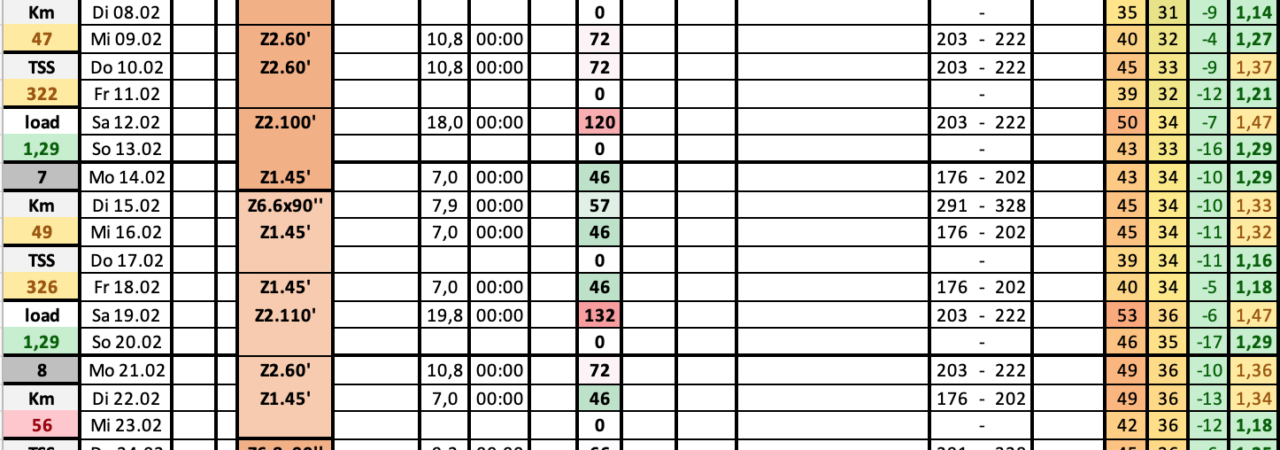 Km Di 08.02 0 - 35 31 -9 1,14
47 Mi 09.02 Z2.60' 10,8 00:00 72 203 - 222 40 32 -4 1,27
TSS Do 10.02 Z2.60' 10,8 00:00 72 203 - 222 45 33 -9 1,37
322 Fr 11.02 0 - 39 32 -12 1,21
load Sa 12.02 Z2.100' 18,0 00:00 120 203 - 222 50 34 -7 1,47
1,29 So 13.02 0 - 43 33 -16 1,29
7 Mo 14.02 Z1.45' 7,0 00:00 46 176 - 202 43 34 -10 1,29
Km Di 15.02 Z6.6x90'' 7,9 00:00 57 291 - 328 45 34 -10 1,33
49 Mi 16.02 Z1.45' 7,0 00:00 46 176 - 202 45 34 -11 1,32
TSS Do 17.02 0 - 39 34 -11 1,16
326 Fr 18.02 Z1.45' 7,0 00:00 46 176 - 202 40 34 -5 1,18
load Sa 19.02 Z2.110' 19,8 00:00 132 203 - 222 53 36 -6 1,47
1,29 So 20.02 0 - 46 35 -17 1,29
8 Mo 21.02 Z2.60' 10,8 00:00 72 203 - 222 49 36 -10 1,36
Km Di 22.02 Z1.45' 7,0 00:00 46 176 - 202 49 36 -13 1,34
56 Mi 23.02 0 - 42 36 -12 1,18